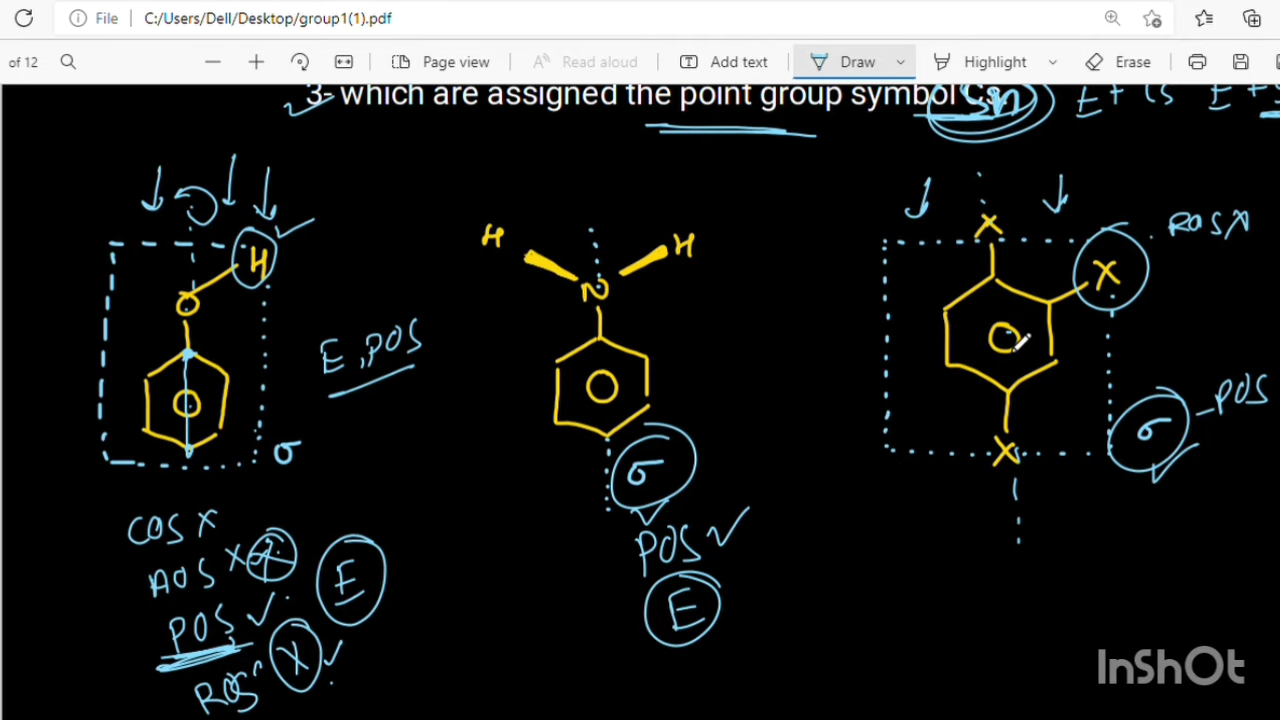 File C:/Users/Dell/Desktop/group1(1).pdf
of 12 Page view Read aloud Add text Draw Highlight Erase
3- which are assigned the point group symbol Cs.
H
O
σ
E, POS
COS X
AOS X
POS ✓
ROS X ✓
E
H H
N
O
σ
POS ✓
E
X
X
ROS X
O
X
σ - POS
InShOt